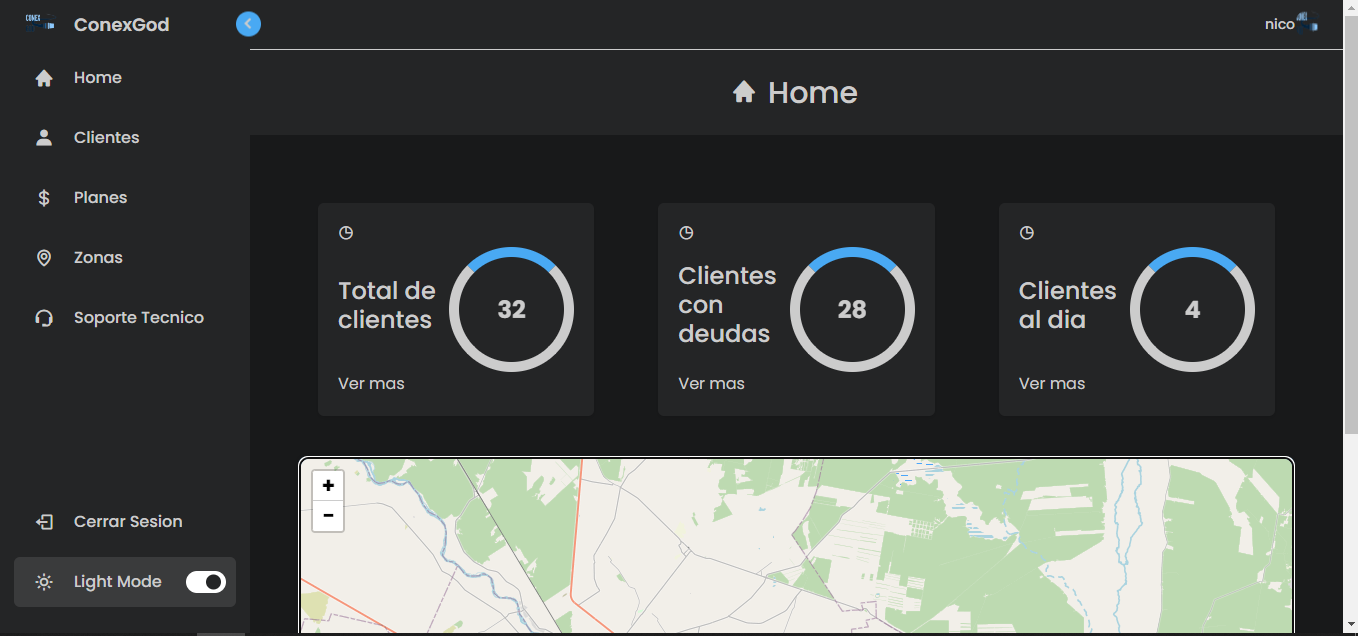 CONEX
ConexGod
nico
Home
Clientes
Planes
Zonas
Soporte Tecnico
Cerrar Sesion
Light Mode
Home
Total de
clientes
32
Ver mas
Clientes
con
deudas
28
Ver mas
Clientes
al dia
4
Ver mas
+
−